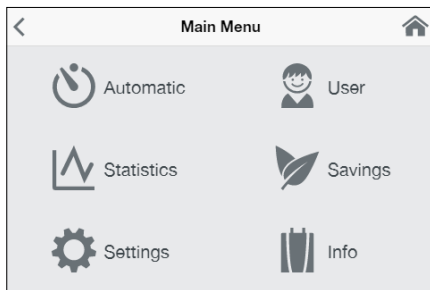 Main Menu
Automatic
User
Statistics
Savings
Settings
Info